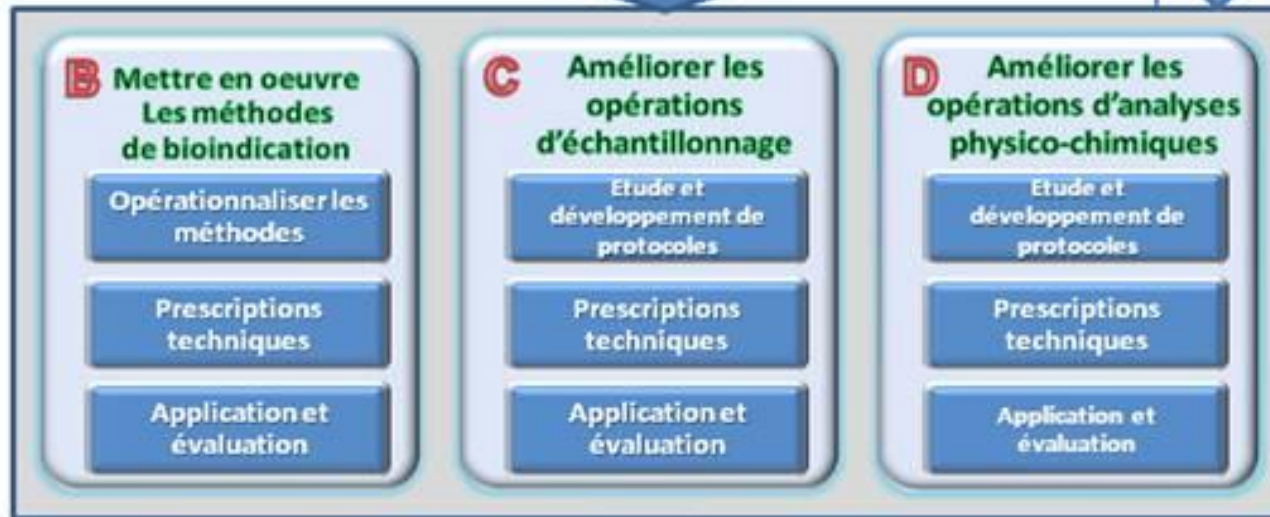 B
Mettre en oeuvre
Les méthodes
de bioindication
Opérationnaliser les
méthodes
Prescriptions
techniques
Application et
évaluation
C
Améliorer les
opérations
d'échantillonnage
Etude et
développement de
protocoles
Prescriptions
techniques
Application et
évaluation
D
Améliorer les
opérations d'analyses
physico-chimiques
Etude et
développement de
protocoles
Prescriptions
techniques
Application et
évaluation